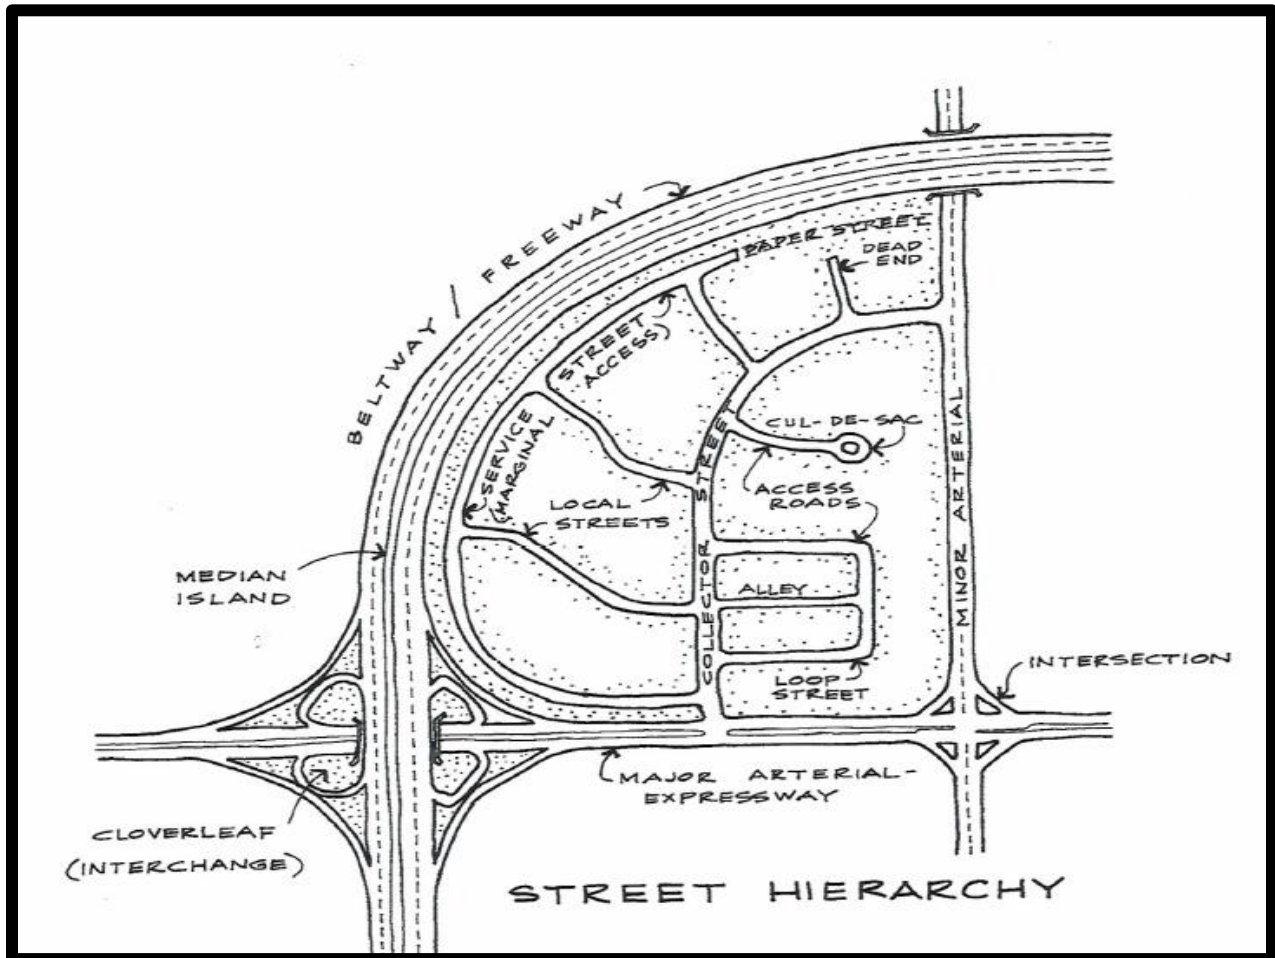 BELTWAY / FREEWAY
PAPER STREET
DEAD
END
STREET
ACCESS)
SERVICE
(MARGINAL
CUL-DE-SAC
ACCESS
ROADS
LOCAL
STREETS
COLLECTOR STREET
MINOR ARTERIAL
ALLEY
MEDIAN
ISLAND
LOOP
STREET
INTERSECTION
MAJOR ARTERIAL-
EXPRESSWAY
CLOVERLEAF
(INTERCHANGE)
STREET HIERARCHY